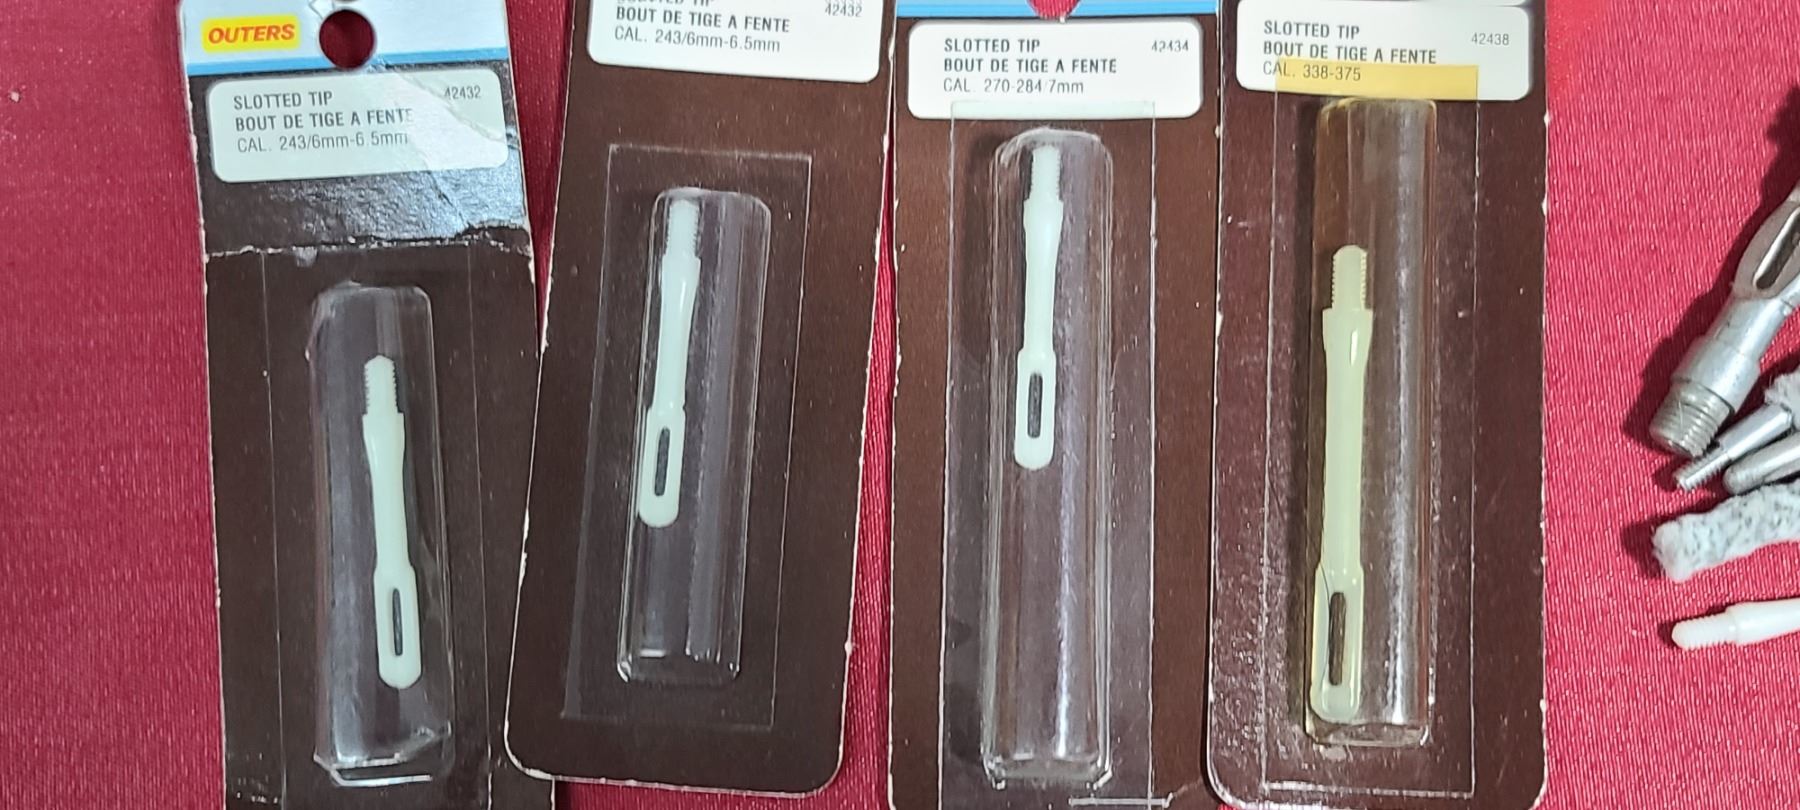 OUTERS
SLOTTED TIP 42432
BOUT DE TIGE A FENTE
CAL. 243/6mm-6.5mm
SLOTTED TIP 42432
BOUT DE TIGE A FENTE
CAL. 243/6mm-6.5mm
SLOTTED TIP 42434
BOUT DE TIGE A FENTE
CAL. 270-284/7mm
SLOTTED TIP 42438
BOUT DE TIGE A FENTE
CAL. 338-375